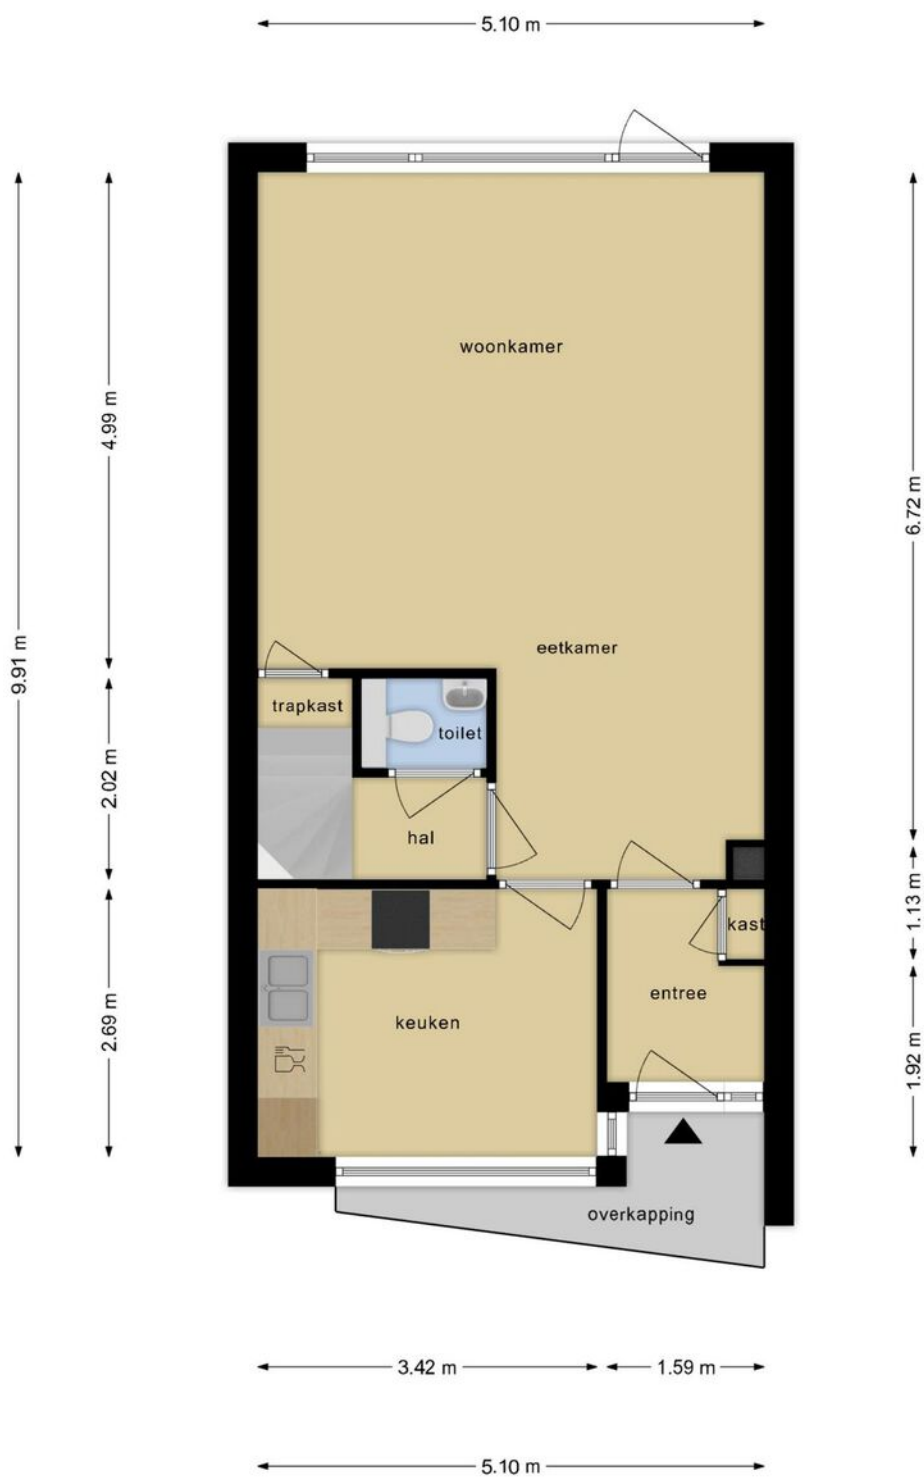 5.10 m
woonkamer
4.99 m
6.72 m
eetkamer
9.91 m
trapkast
toilet
2.02 m
hal
1.13 m
kast
entree
keuken
2.69 m
1.92 m
overkapping
3.42 m
1.59 m
5.10 m